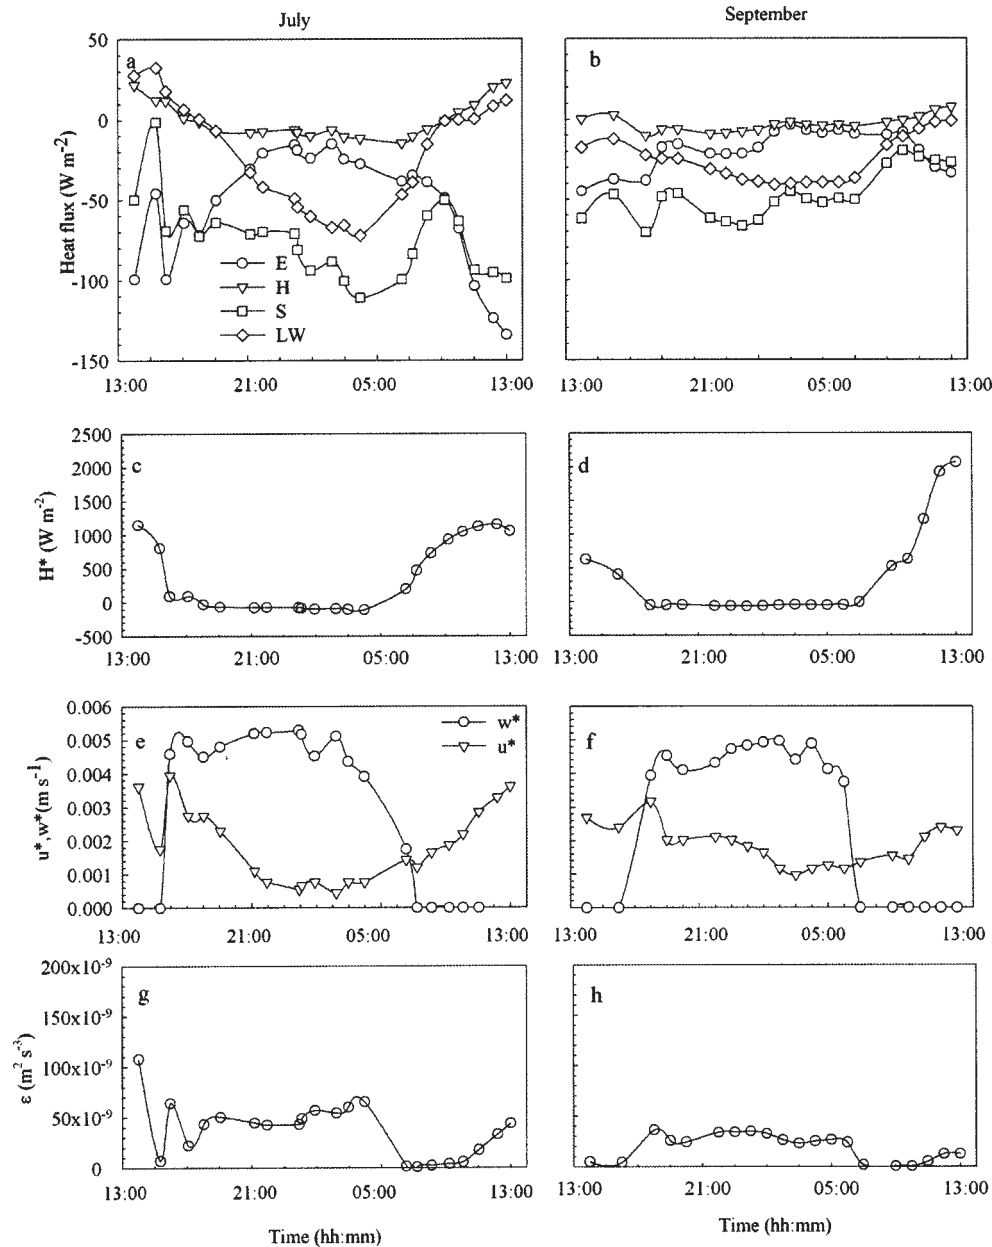 July
September
50
0
-50
-100
-150
Heat flux (W m-2)
a
E
H
S
LW
b
13:00
21:00
05:00
13:00
13:00
21:00
05:00
13:00
2500
2000
1500
1000
500
0
-500
H* (W m-2)
c
d
13:00
21:00
05:00
13:00
13:00
21:00
05:00
13:00
0.006
0.005
0.004
0.003
0.002
0.001
0.000
u*,w*(m s-1)
e
w*
u*
f
13:00
21:00
05:00
13:00
13:00
21:00
05:00
13:00
200x10-9
150x10-9
100x10-9
50x10-9
0
ε (m2 s-3)
g
h
13:00
21:00
05:00
13:00
13:00
21:00
05:00
13:00
Time (hh:mm)
Time (hh:mm)